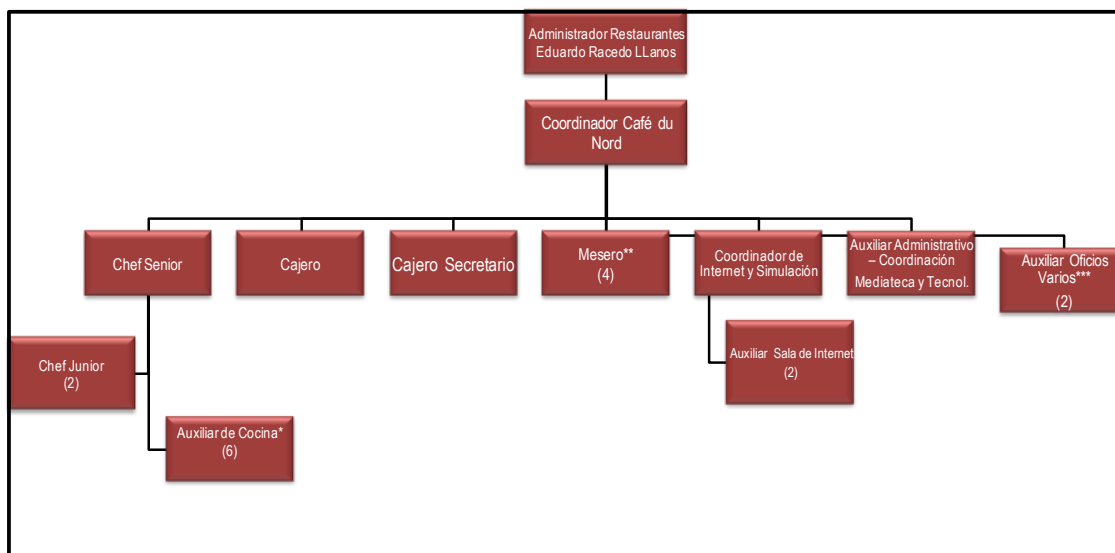 Administrador Restaurantes
Eduardo Racedo LLanos
Coordinador Café du
Nord
Chef Senior
Cajero
Cajero Secretario
Mesero**
(4)
Coordinador de
Internet y Simulación
Auxiliar Administrativo
– Coordinación
Mediateca y Tecnol.
Auxiliar Oficios
Varios***
(2)
Chef Junior
(2)
Auxiliar Sala de Internet
(2)
Auxiliar de Cocina*
(6)